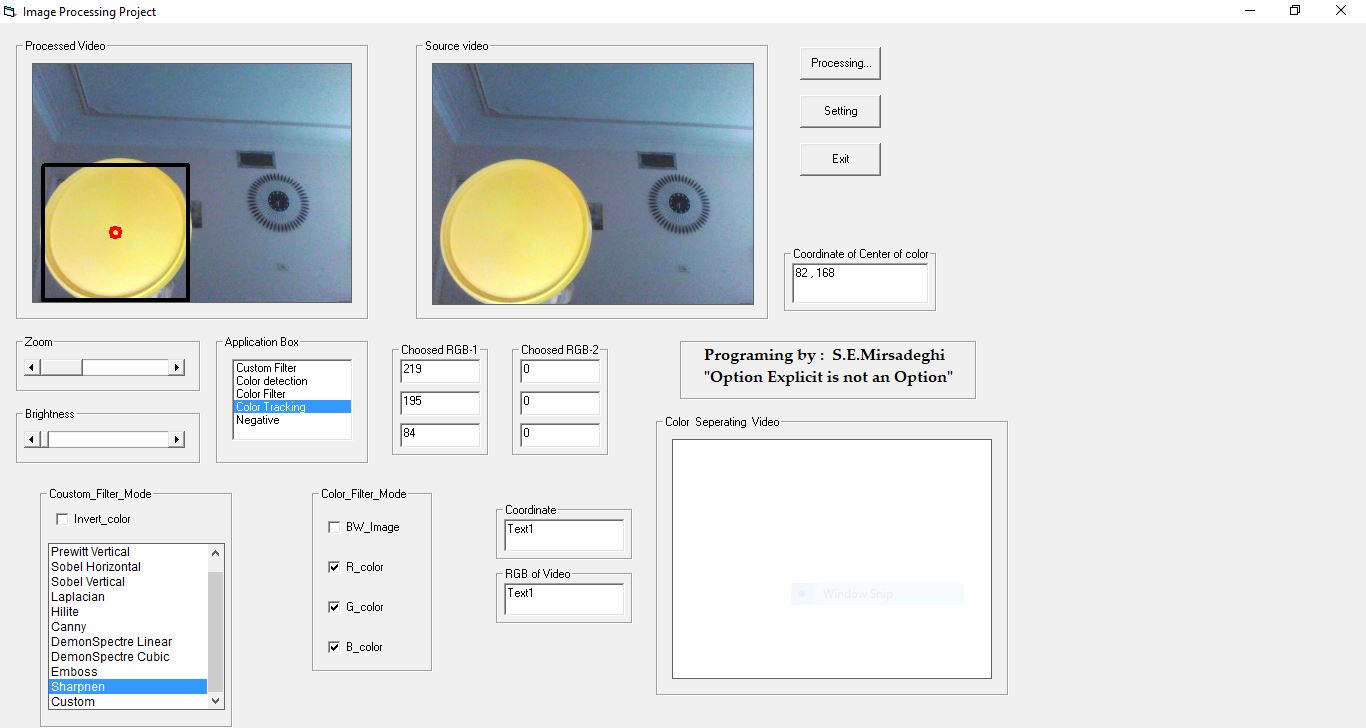 Image Processing Project
Processed Video
Source video
Processing...
Setting
Exit
Coordinate of Center of color
82 , 168
Zoom
Application Box
Custom Filter
Color detection
Color Filter
Color Tracking
Negative
Choosed RGB-1
219
195
84
Choosed RGB-2
0
0
0
Programing by : S.E.Mirsadeghi
"Option Explicit is not an Option"
Brightness
Color Seperating Video
Window Snip
Coustom_Filter_Mode
Invert_color
Prewitt Vertical
Sobel Horizontal
Sobel Vertical
Laplacian
Hilite
Canny
DemonSpectre Linear
DemonSpectre Cubic
Emboss
Sharpnen
Custom
Color_Filter_Mode
BW_Image
R_color
G_color
B_color
Coordinate
Text1
RGB of Video
Text1